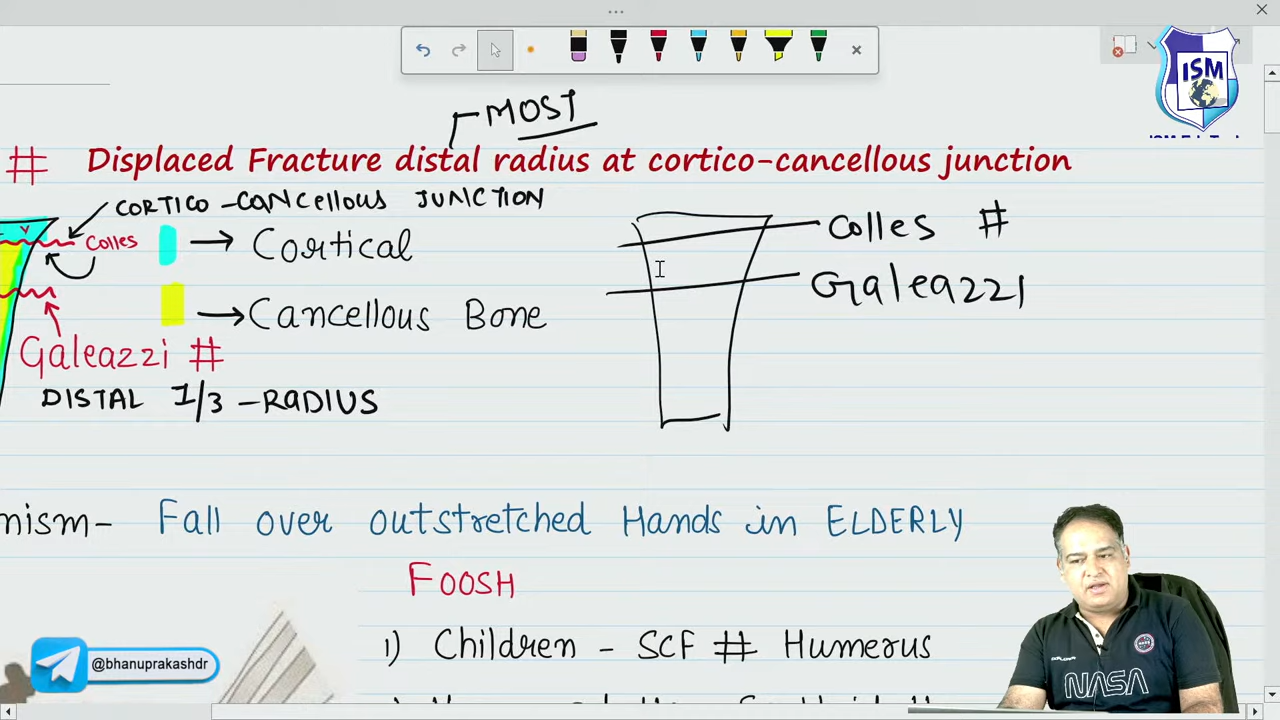 ISM
MOST
# Displaced Fracture distal radius at cortico-cancellous junction
CORTICO-CANCellous JUNCTION
Colles
→ Cortical
Colles #
Galeazzi
→ Cancellous Bone
Galeazzi #
DISTAL 1/3 - RADIUS
nism- Fall over outstretched Hands in ELDERLY
FOOSH
1) Children - SCF # Humerus
@bhanuprakashdr
NASA